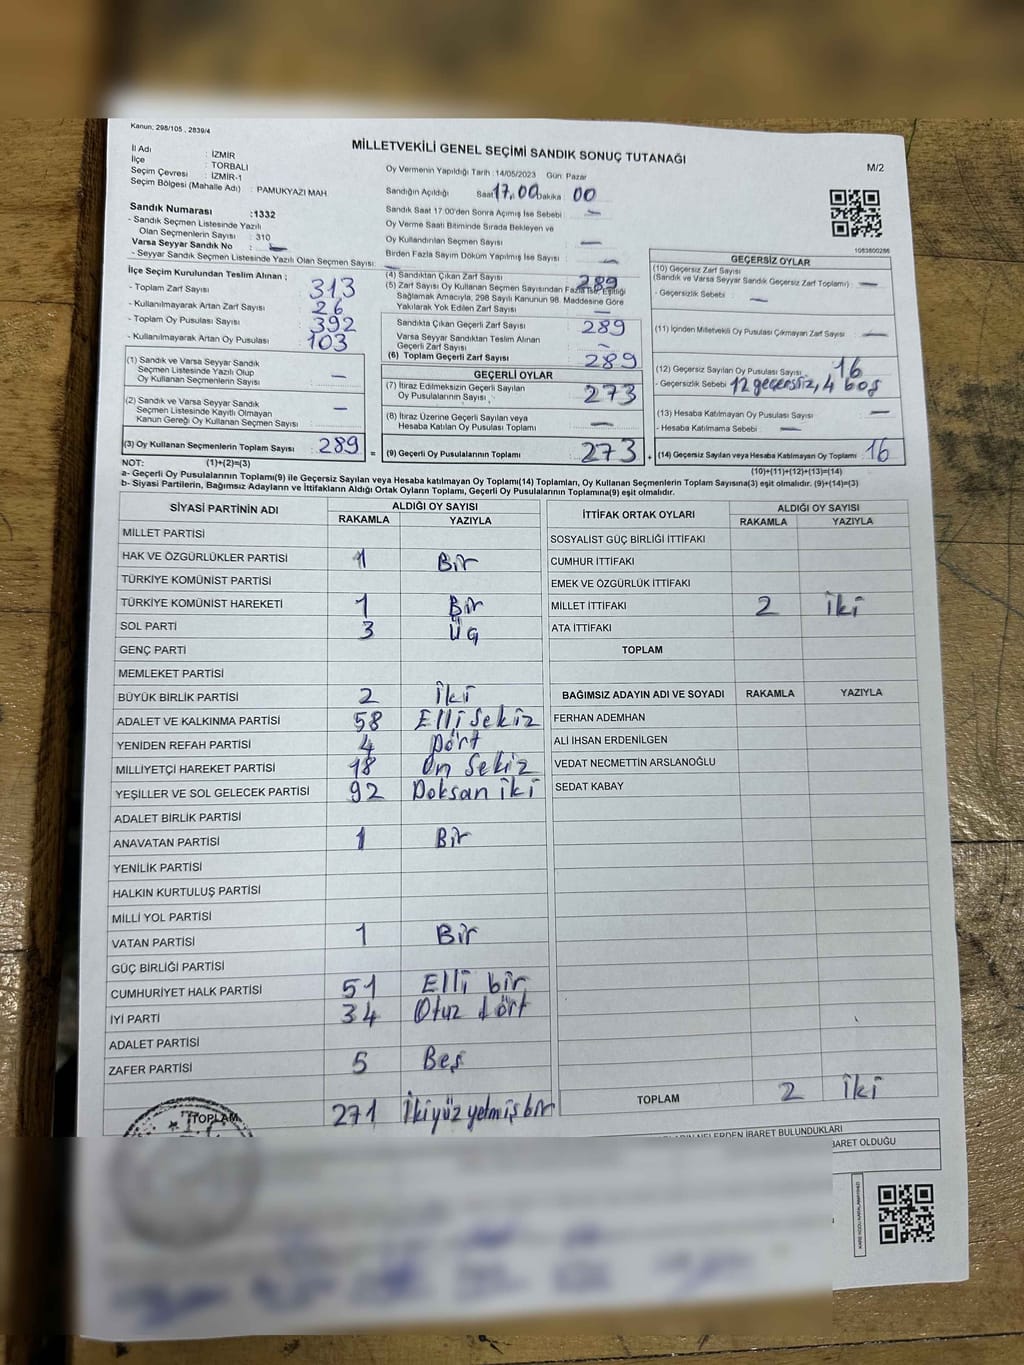 Kanun; 298/105 , 2839/4
MİLLETVEKİLİ GENEL SEÇİMİ SANDIK SONUÇ TUTANAĞI
M/2
İl Adı : İZMİR
İlçe : TORBALI
Seçim Çevresi : İZMİR-1
Seçim Bölgesi (Mahalle Adı) : PAMUKYAZI MAH
Sandık Numarası :1332
- Sandık Seçmen Listesinde Yazılı
Olan Seçmenlerin Sayısı : 310
Varsa Seyyar Sandık No : —
- Seyyar Sandık Seçmen Listesinde Yazılı Olan Seçmen Sayısı: —
Oy Vermenin Yapıldığı Tarih :14/05/2023 Gün: Pazar
Sandığın Açıldığı Saat 17.00 Dakika 00
Sandık Saat 17:00'den Sonra Açımış İse Sebebi : —
Oy Verme Saati Bitiminde Sırada Bekleyen ve
Oy Kullandırılan Seçmen Sayısı : —
Birden Fazla Sayım Döküm Yapılmış İse Sayısı : —
1083800286
İlçe Seçim Kurulundan Teslim Alınan ;
- Toplam Zarf Sayısı : 313
- Kullanılmayarak Artan Zarf Sayısı : 26
- Toplam Oy Pusulası Sayısı : 392
- Kullanılmayarak Artan Oy Pusulası : 103
(1) Sandık ve Varsa Seyyar Sandık
Seçmen Listesinde Yazılı Olup
Oy Kullanan Seçmenlerin Sayısı : —
(2) Sandık ve Varsa Seyyar Sandık
Seçmen Listesinde Kayıtlı Olmayan
Kanun Gereği Oy Kullanan Seçmen Sayısı : —
(3) Oy Kullanan Seçmenlerin Toplam Sayısı : 289 =
(4) Sandıktan Çıkan Zarf Sayısı : 289
(5) Zarf Sayısı Oy Kullanan Seçmen Sayısından Fazla İse, Eşitliği
Sağlamak Amacıyla, 298 Sayılı Kanunun 98. Maddesine Göre
Yakılarak Yok Edilen Zarf Sayısı : —
Sandıkta Çıkan Geçerli Zarf Sayısı : 289
Varsa Seyyar Sandıktan Teslim Alınan
Geçerli Zarf Sayısı : —
(6) Toplam Geçerli Zarf Sayısı : 289
GEÇERLİ OYLAR
(7) İtiraz Edilmeksizin Geçerli Sayılan
Oy Pusulalarının Sayısı : 273
(8) İtiraz Üzerine Geçerli Sayılan veya
Hesaba Katılan Oy Pusulası Toplamı : —
(9) Geçerli Oy Pusulalarının Toplamı : 273 +
GEÇERSİZ OYLAR
(10) Geçersiz Zarf Sayısı
(Sandık ve Varsa Seyyar Sandık Geçersiz Zarf Toplamı) : —
- Geçersizlik Sebebi : —
(11) İçinden Milletvekili Oy Pusulası Çıkmayan Zarf Sayısı : —
(12) Geçersiz Sayılan Oy Pusulası Sayısı : 16
- Geçersizlik Sebebi : 12 geçersiz, 4 boş
(13) Hesaba Katılmayan Oy Pusulası Sayısı : —
- Hesaba Katılmama Sebebi : —
(14) Geçersiz Sayılan veya Hesaba Katılmayan Oy Toplamı : 16
NOT: (1)+(2)=(3)
(10)+(11)+(12)+(13)=(14)
a- Geçerli Oy Pusulalarının Toplamı(9) ile Geçersiz Sayılan veya Hesaba katılmayan Oy Toplamı(14) Toplamları, Oy Kullanan Seçmenlerin Toplam Sayısına(3) eşit olmalıdır. (9)+(14)=(3)
b- Siyasi Partilerin, Bağımsız Adayların ve İttifakların Aldığı Ortak Oyların Toplamı, Geçerli Oy Pusulalarının Toplamına(9) eşit olmalıdır.
SİYASİ PARTİNİN ADI
ALDIĞI OY SAYISI
RAKAMLA YAZIYLA
MİLLET PARTİSİ
HAK VE ÖZGÜRLÜKLER PARTİSİ 1 Bir
TÜRKİYE KOMÜNİST PARTİSİ
TÜRKİYE KOMÜNİST HAREKETİ 1 Bir
SOL PARTİ 3 Üç
GENÇ PARTİ
MEMLEKET PARTİSİ
BÜYÜK BİRLİK PARTİSİ 2 İki
ADALET VE KALKINMA PARTİSİ 58 Elli Sekiz
YENİDEN REFAH PARTİSİ 4 Dört
MİLLİYETÇİ HAREKET PARTİSİ 18 On Sekiz
YEŞİLLER VE SOL GELECEK PARTİSİ 92 Doksan iki
ADALET BİRLİK PARTİSİ
ANAVATAN PARTİSİ 1 Bir
YENİLİK PARTİSİ
HALKIN KURTULUŞ PARTİSİ
MİLLİ YOL PARTİSİ
VATAN PARTİSİ 1 Bir
GÜÇ BİRLİĞİ PARTİSİ
CUMHURİYET HALK PARTİSİ 51 Elli bir
İYİ PARTİ 34 Otuz dört
ADALET PARTİSİ
ZAFER PARTİSİ 5 Beş
TOPLAM 271 İkiyüz yetmiş bir
İTTİFAK ORTAK OYLARI
ALDIĞI OY SAYISI
RAKAMLA YAZIYLA
SOSYALİST GÜÇ BİRLİĞİ İTTİFAKI
CUMHUR İTTİFAKI
EMEK VE ÖZGÜRLÜK İTTİFAKI
MİLLET İTTİFAKI 2 iki
ATA İTTİFAKI
TOPLAM
BAĞIMSIZ ADAYIN ADI VE SOYADI RAKAMLA YAZIYLA
FERHAN ADEMHAN
ALİ İHSAN ERDENİLGEN
VEDAT NECMETTİN ARSLANOĞLU
SEDAT KABAY
TOPLAM 2 iki
NELERDEN İBARET BULUNDUKLARI
İBARET OLDUĞU